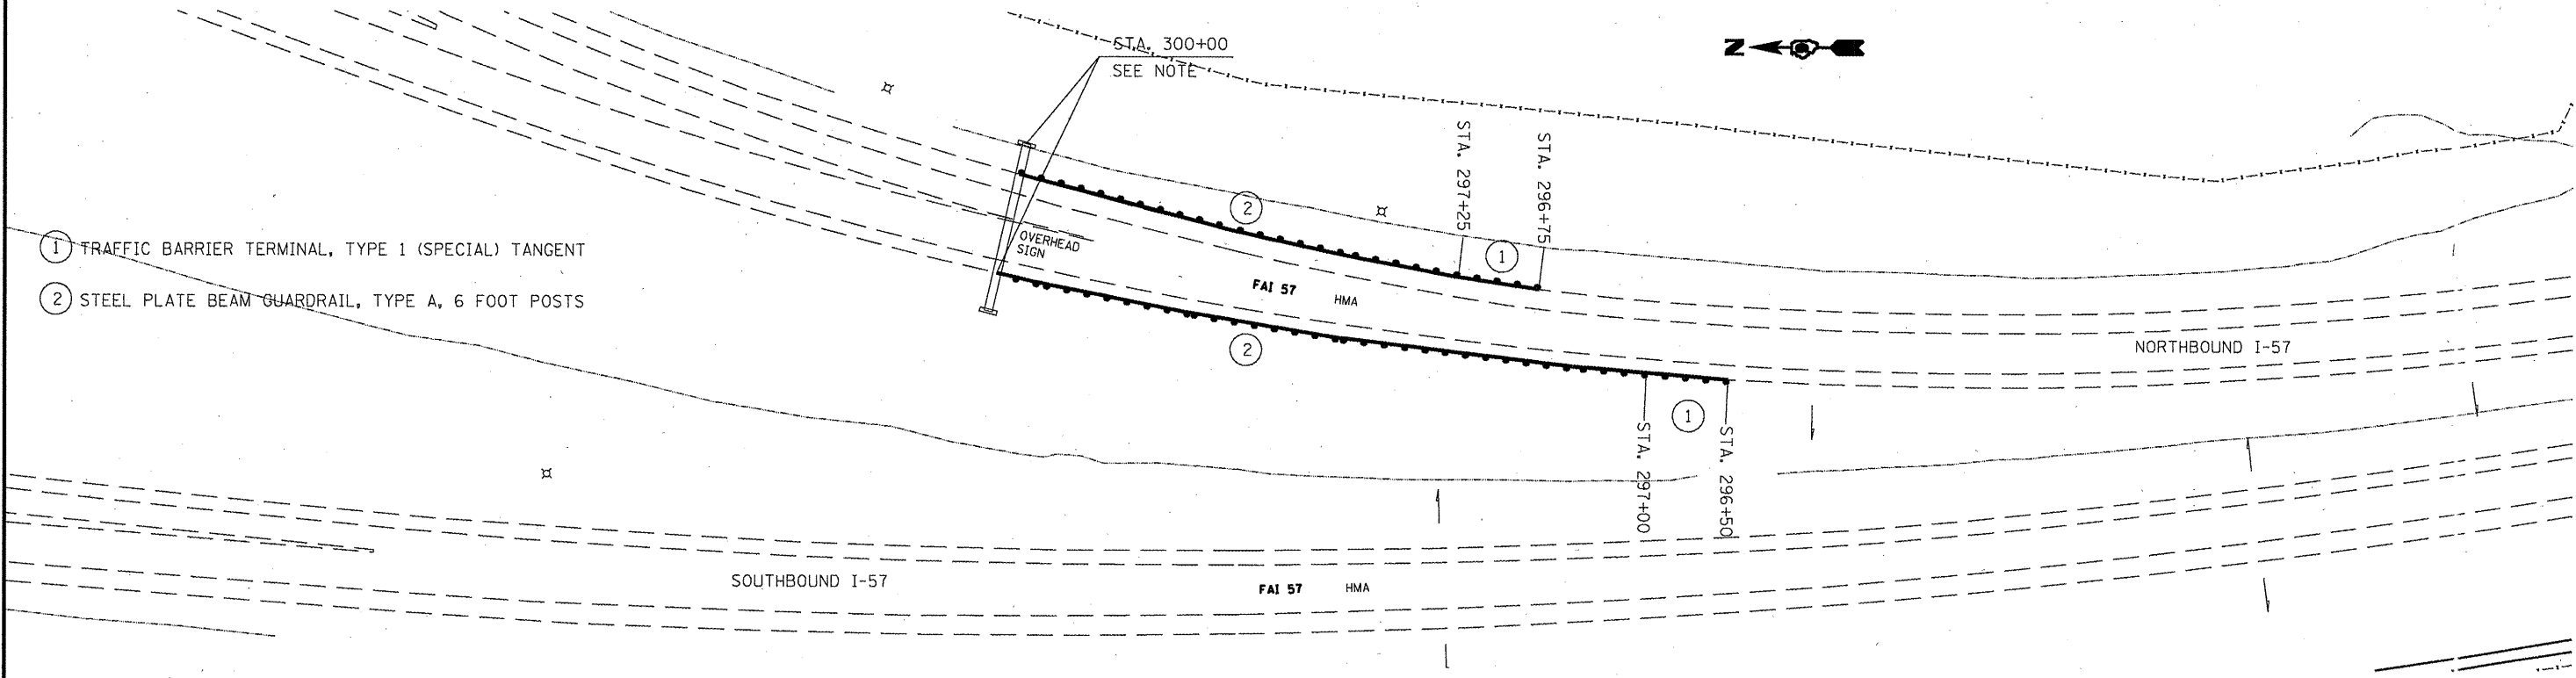 STA. 300+00
SEE NOTE
N
STA. 297+25
STA. 296+75
2
1
OVERHEAD
SIGN
1 TRAFFIC BARRIER TERMINAL, TYPE 1 (SPECIAL) TANGENT
2 STEEL PLATE BEAM GUARDRAIL, TYPE A, 6 FOOT POSTS
FAI 57 HMA
2
NORTHBOUND I-57
1
STA. 297+00
STA. 296+50
SOUTHBOUND I-57
FAI 57 HMA